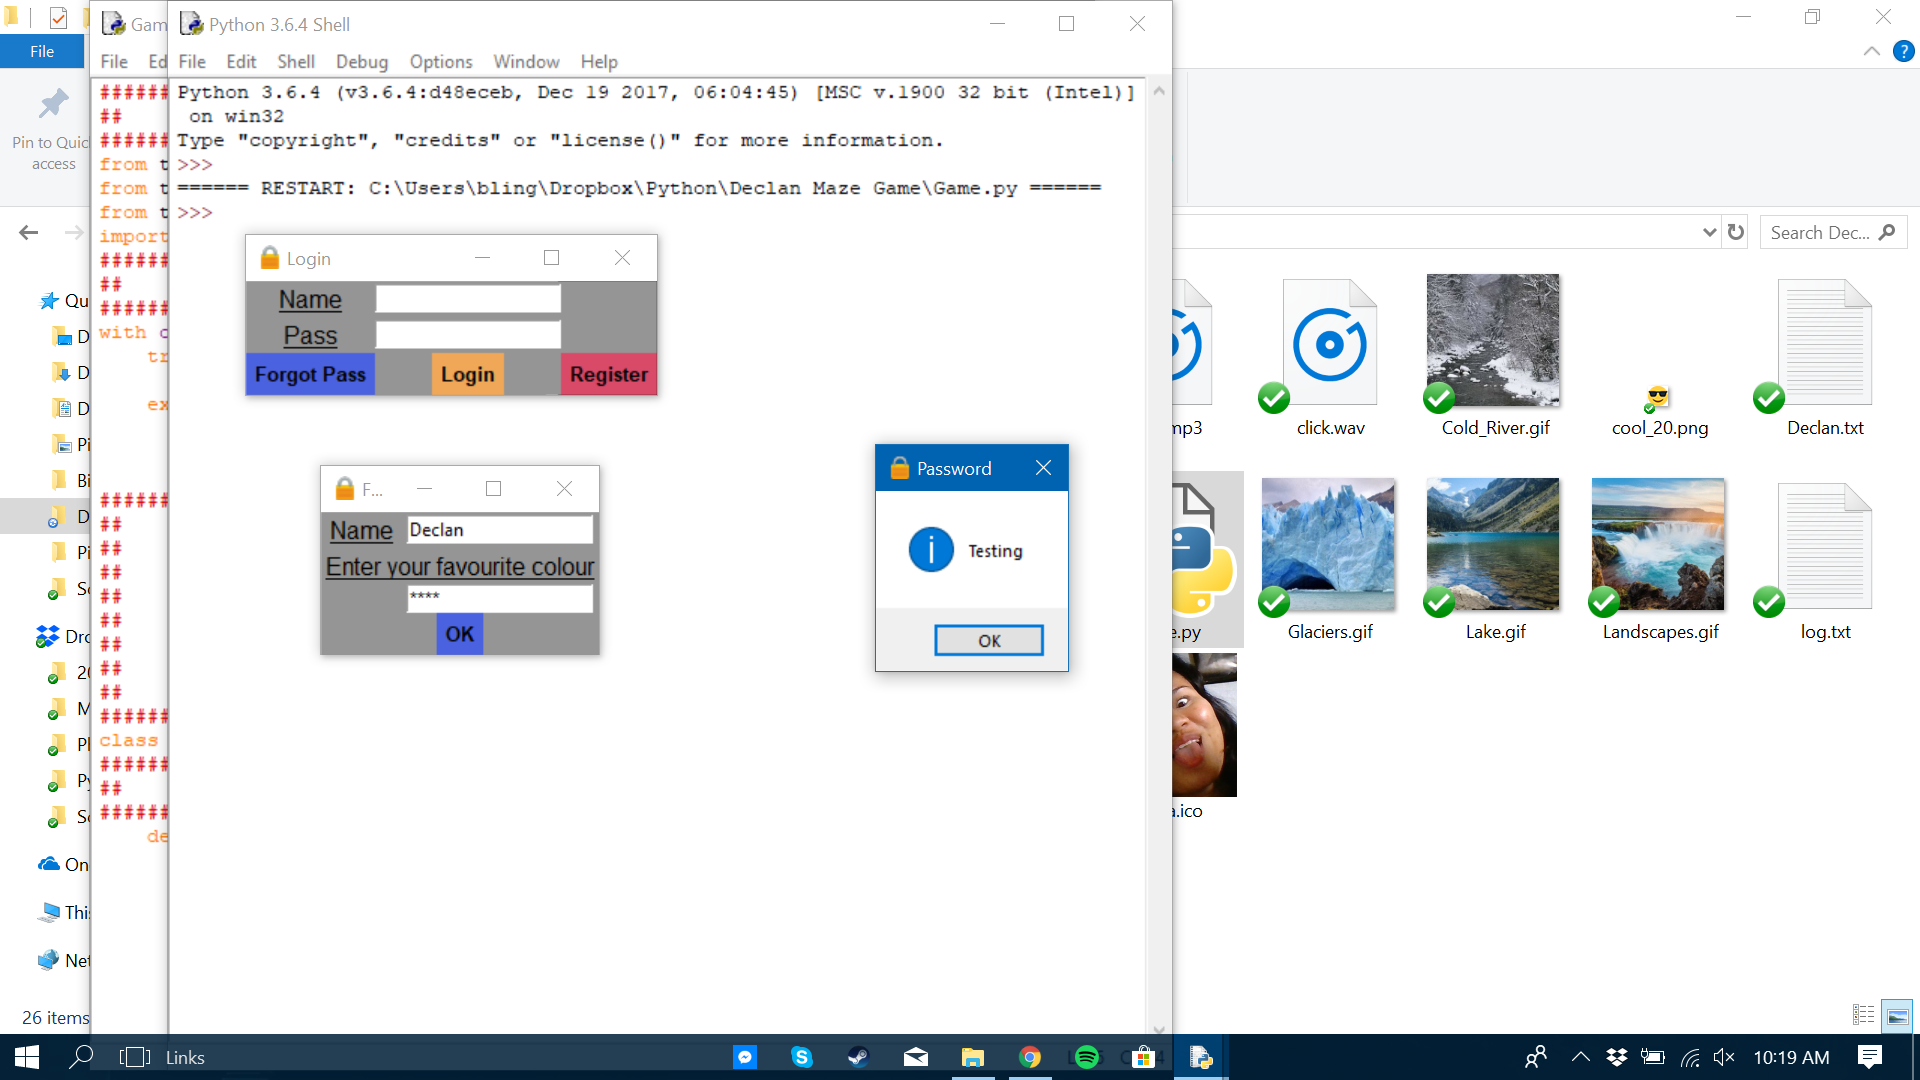 File
Pin to Quic
access
Qu
D
D
D
Pi
Bi
D
Pi
Sc
Dro
20
M
Pl
Py
Sc
On
This
Net
26 items
Gam
File Ed
#######
##
#######
from t
from t
from t
import
#######
##
#######
with c
tr
ex
#######
##
##
##
##
##
##
##
##
#######
class
#######
##
#######
de
Python 3.6.4 Shell
File Edit Shell Debug Options Window Help
Python 3.6.4 (v3.6.4:d48eceb, Dec 19 2017, 06:04:45) [MSC v.1900 32 bit (Intel)]
on win32
Type "copyright", "credits" or "license()" for more information.
>>>
====== RESTART: C:\Users\bling\Dropbox\Python\Declan Maze Game\Game.py ======
>>>
Login
Name
Pass
Forgot Pass Login Register
F...
Name Declan
Enter your favourite colour
****
OK
Password
Testing
OK
Search Dec...
mp3 click.wav Cold_River.gif cool_20.png Declan.txt
e.py Glaciers.gif Lake.gif Landscapes.gif log.txt
a.ico
Links
10:19 AM